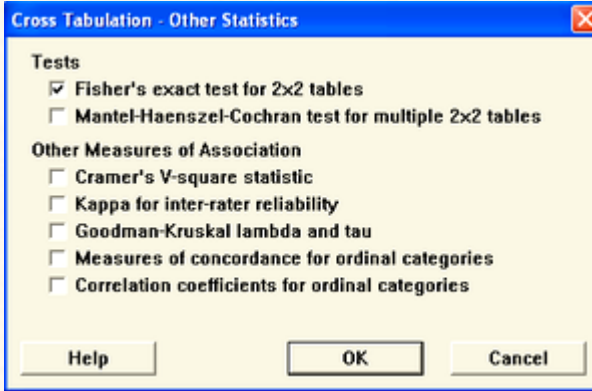 Cross Tabulation - Other Statistics
Tests
Fisher's exact test for 2x2 tables
Mantel-Haenszel-Cochran test for multiple 2x2 tables
Other Measures of Association
Cramer's V-square statistic
Kappa for inter-rater reliability
Goodman-Kruskal lambda and tau
Measures of concordance for ordinal categories
Correlation coefficients for ordinal categories
Help OK Cancel